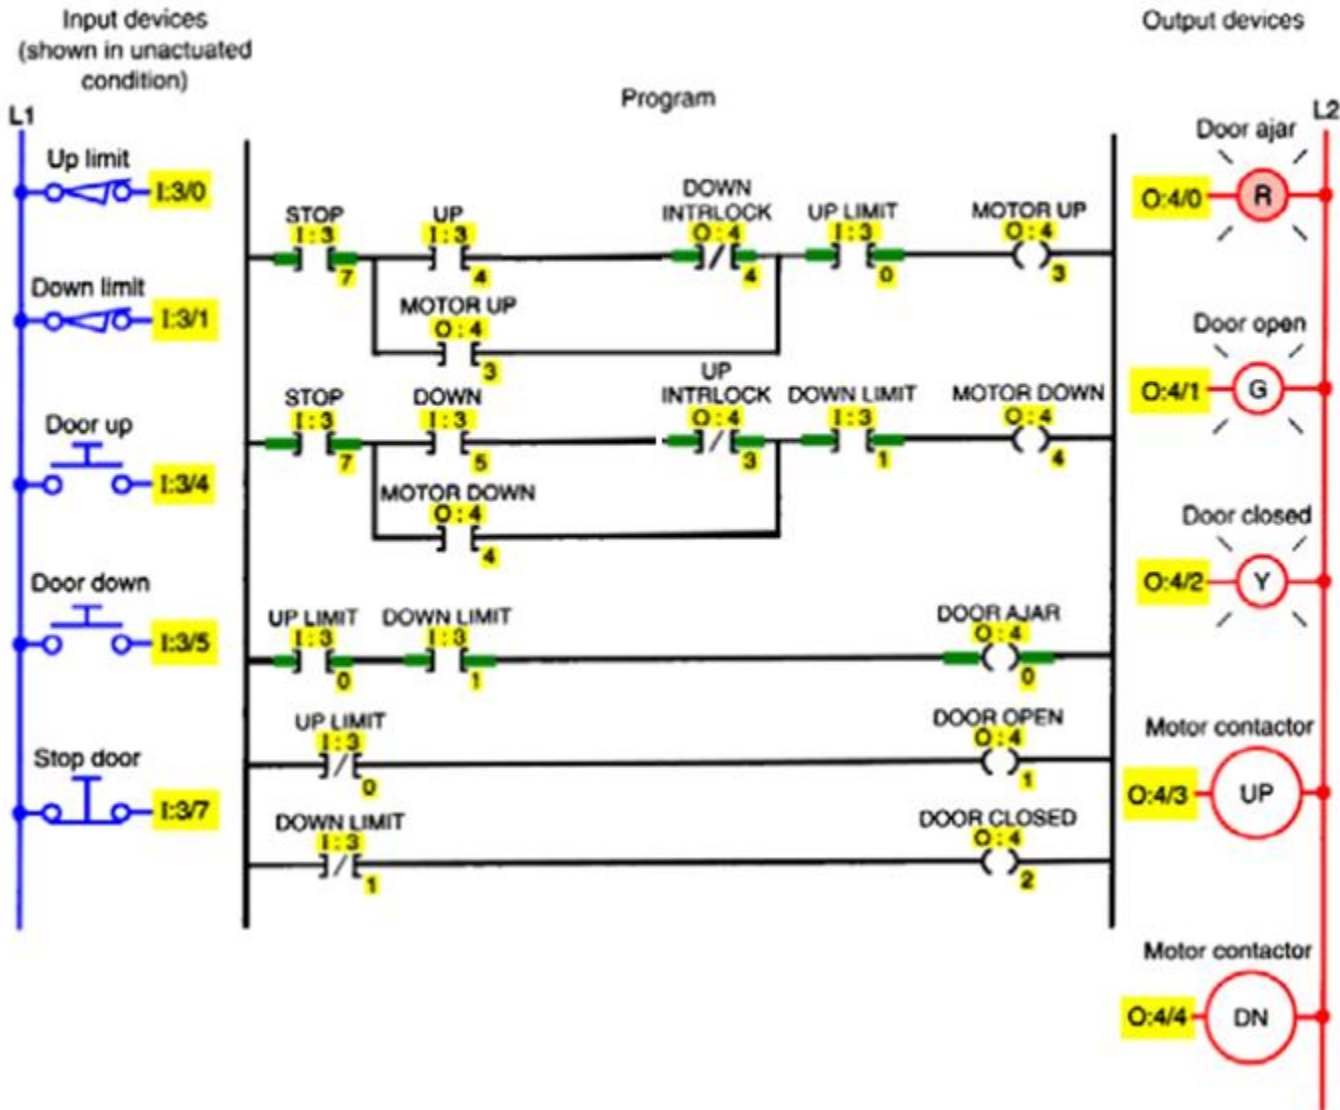 Input devices
(shown in unactuated
condition)
Output devices
Program
L1
L2
Up limit
I:3/0
Down limit
I:3/1
Door up
I:3/4
Door down
I:3/5
Stop door
I:3/7
STOP
I:3
7
UP
I:3
4
DOWN
INTRLOCK
O:4
4
UP LIMIT
I:3
0
MOTOR UP
O:4
3
MOTOR UP
O:4
3
STOP
I:3
7
DOWN
I:3
5
UP
INTRLOCK
O:4
3
DOWN LIMIT
I:3
1
MOTOR DOWN
O:4
4
MOTOR DOWN
O:4
4
UP LIMIT
I:3
0
DOWN LIMIT
I:3
1
DOOR AJAR
O:4
0
UP LIMIT
I:3
0
DOOR OPEN
O:4
1
DOWN LIMIT
I:3
1
DOOR CLOSED
O:4
2
Door ajar
O:4/0
R
Door open
O:4/1
G
Door closed
O:4/2
Y
Motor contactor
O:4/3
UP
Motor contactor
O:4/4
DN